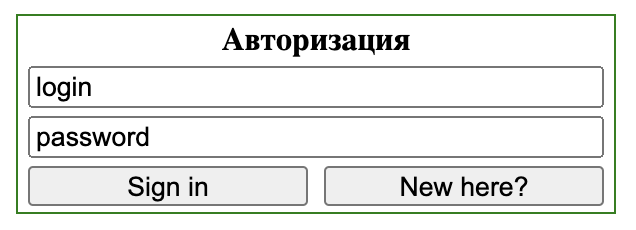 Авторизация
login
password
Sign in New here?